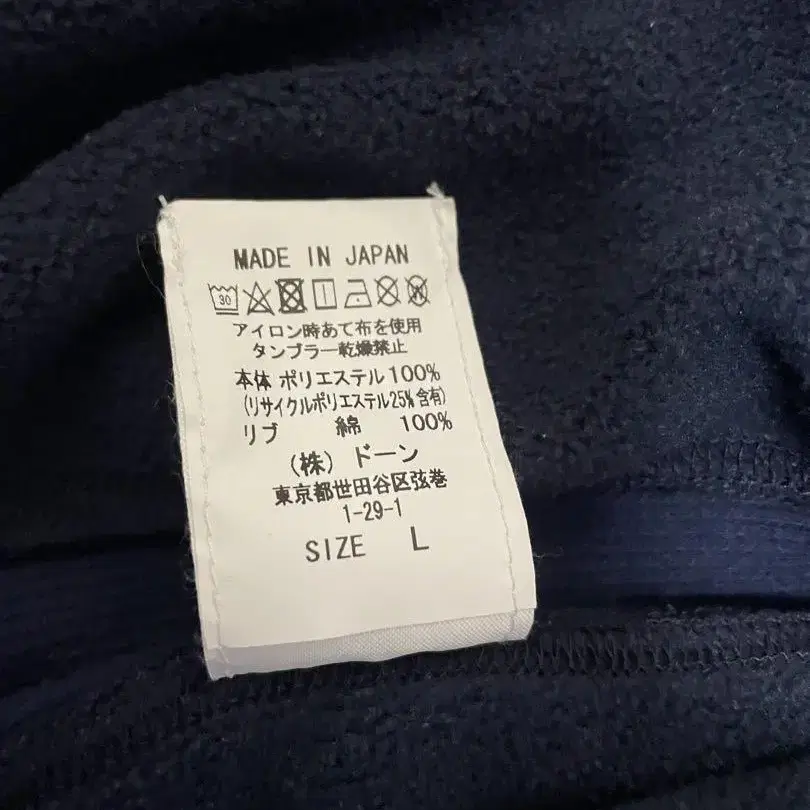 MADE IN JAPAN
30
アイロン時あて布を使用
タンブラー乾燥禁止
本体 ポリエステル100%
(リサイクルポリエステル25%含有)
リブ 綿 100%
(株) ドーン
東京都世田谷区弦巻
1-29-1
SIZE L